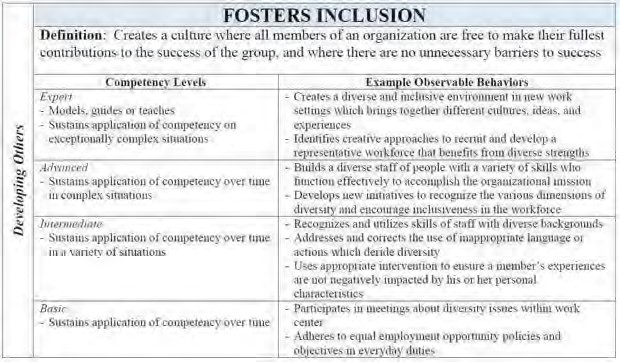 FOSTERS INCLUSION
Definition: Creates a culture where all members of an organization are free to make their fullest
contributions to the success of the group, and where there are no unnecessary barriers to success
Developing Others
Competency Levels
Example Observable Behaviors
Expert
- Models, guides or teaches
- Sustains application of competency on
exceptionally complex situations
- Creates a diverse and inclusive environment in new work
settings which brings together different cultures, ideas, and
experiences
- Identifies creative approaches to recruit and develop a
representative workforce that benefits from diverse strengths
Advanced
- Sustains application of competency over time
in complex situations
- Builds a diverse staff of people with a variety of skills who
function effectively to accomplish the organizational mission
- Develops new initiatives to recognize the various dimensions of
diversity and encourage inclusiveness in the workforce
Intermediate
- Sustains application of competency over time
in a variety of situations
- Recognizes and utilizes skills of staff with diverse backgrounds
- Addresses and corrects the use of inappropriate language or
actions which deride diversity
- Uses appropriate intervention to ensure a member's experiences
are not negatively impacted by his or her personal
characteristics
Basic
- Sustains application of competency over time
- Participates in meetings about diversity issues within work
center
- Adheres to equal employment opportunity policies and
objectives in everyday duties